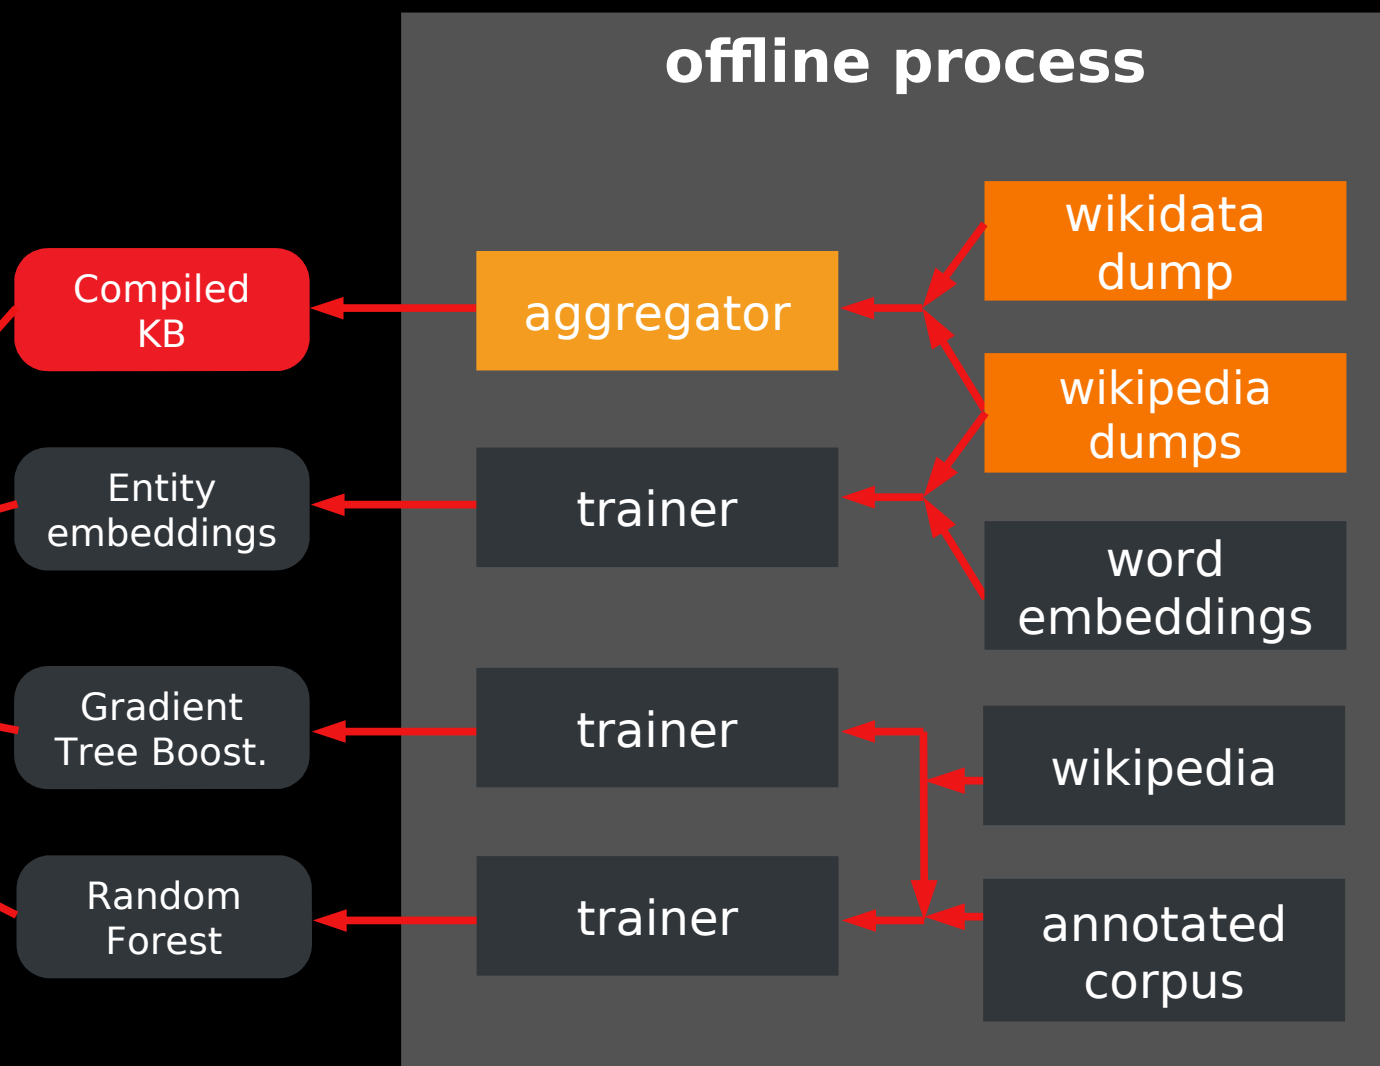 offline process
wikidata
dump
Compiled
KB
aggregator
wikipedia
dumps
Entity
embeddings
trainer
word
embeddings
Gradient
Tree Boost.
trainer
wikipedia
Random
Forest
trainer
annotated
corpus